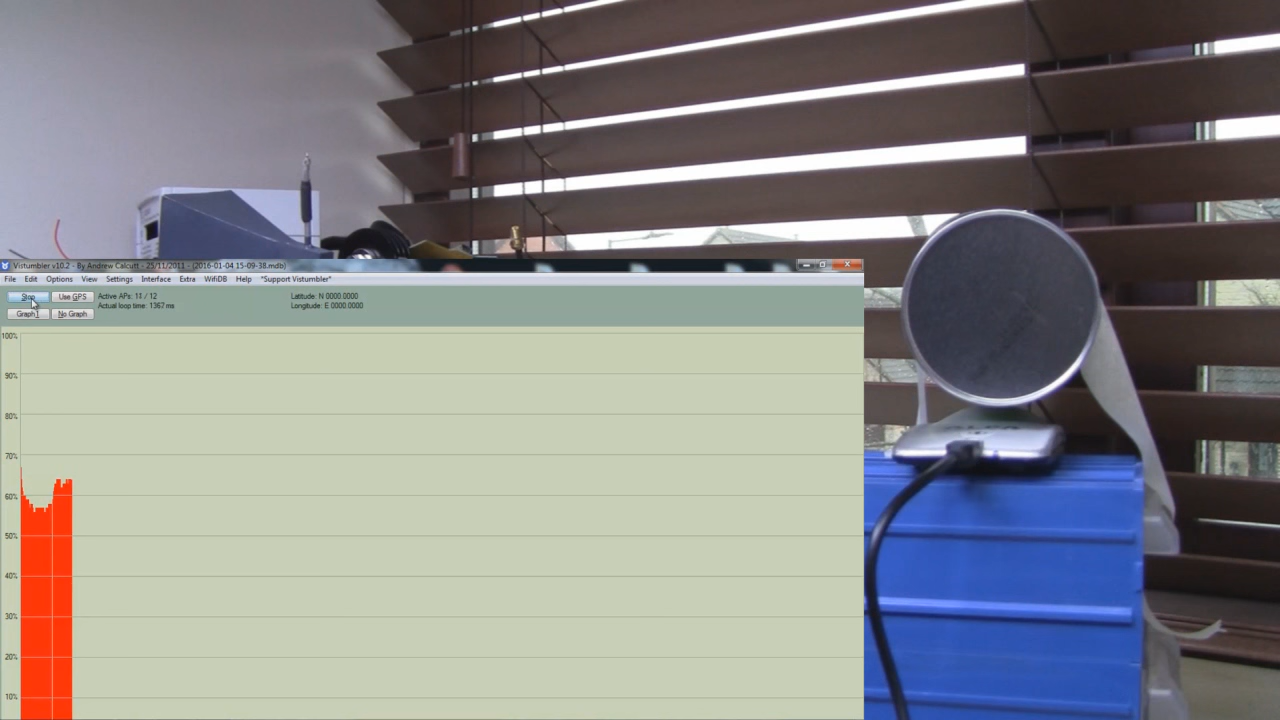 Vistumbler v10.2 - By Andrew Calcutt - 25/11/2011 - (2016-01-04 15-09-38.mdb)
File Edit Options View Settings Interface Extra WifiDB Help *Support Vistumbler*
Stop Use GPS Active APs: 11 / 12 Latitude: N 0000.0000
Actual loop time: 1367 ms Longitude: E 0000.0000
Graph1 No Graph
100%
90%
80%
70%
60%
50%
40%
30%
20%
10%
ALFA